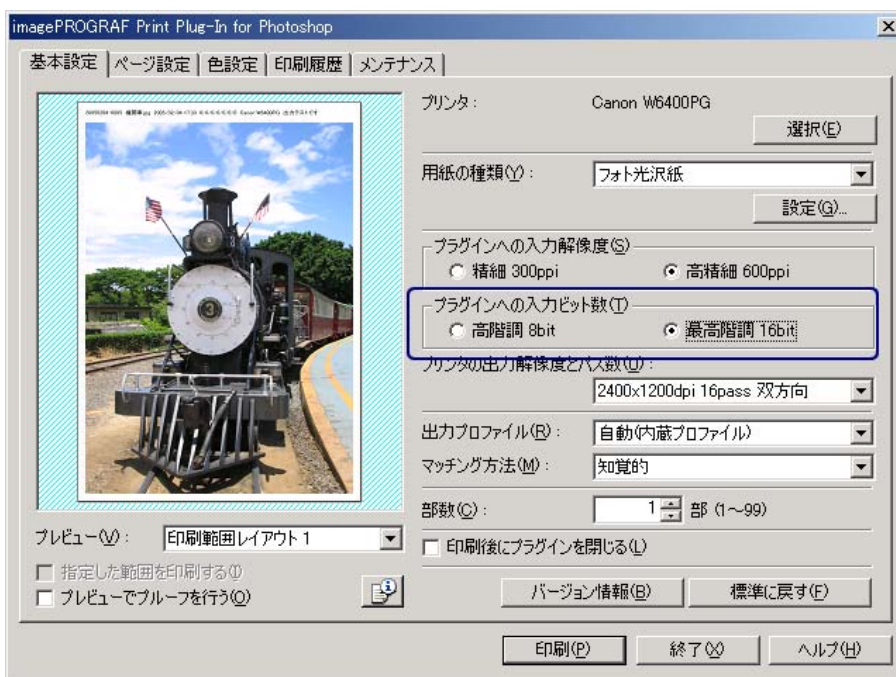 imagePROGRAF Print Plug-In for Photoshop
基本設定 ページ設定 色設定 印刷履歴 メンテナンス
プリンタ： Canon W6400PG
選択(E)
用紙の種類(Y)： フォト光沢紙
設定(G)...
プラグインへの入力解像度(S)
精細 300ppi 高精細 600ppi
プラグインへの入力ビット数(T)
高階調 8bit 最高階調 16bit
プリンタの出力解像度とパス数(U)：
2400x1200dpi 16pass 双方向
出力プロファイル(R)： 自動(内蔵プロファイル)
マッチング方法(M)： 知覚的
部数(C)： 1 部 (1～99)
印刷後にプラグインを閉じる(L)
バージョン情報(B) 標準に戻す(F)
3
プレビュー(V)： 印刷範囲レイアウト 1
指定した範囲を印刷する(I)
プレビューでプルーフを行う(O)
印刷(P) 終了(X) ヘルプ(H)